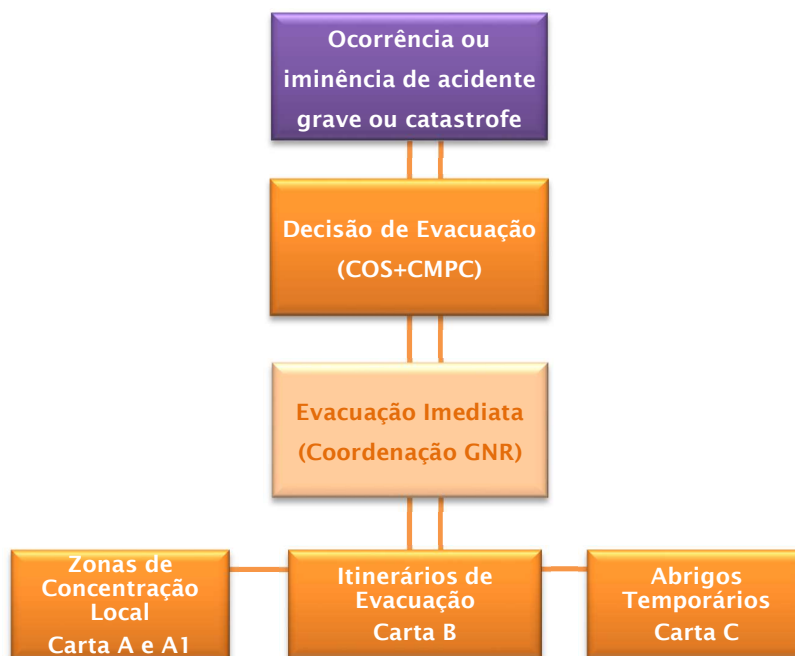 Ocorrência ou
iminência de acidente
grave ou catastrofe
Decisão de Evacuação
(COS+CMPC)
Evacuação Imediata
(Coordenação GNR)
Zonas de
Concentração
Local
Carta A e A1
Itinerários de
Evacuação
Carta B
Abrigos
Temporários
Carta C